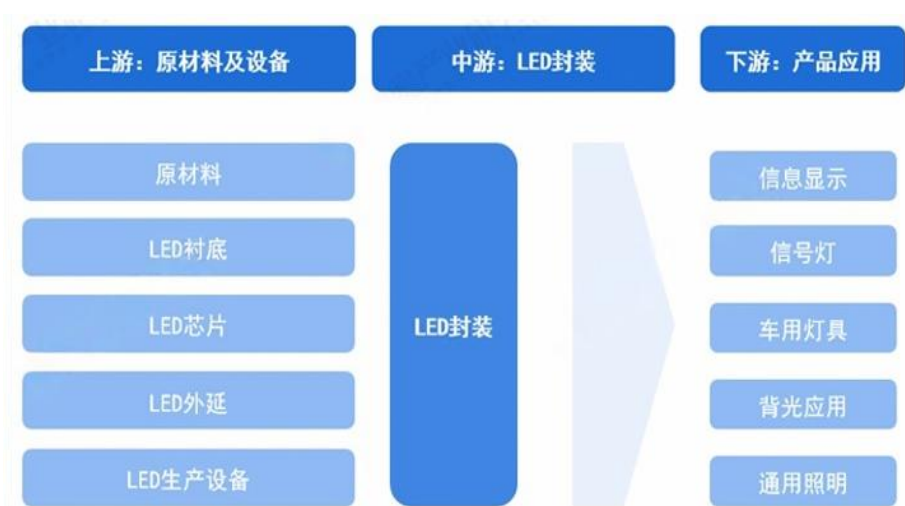 上游：原材料及设备
中游：LED封装
下游：产品应用
原材料
LED衬底
LED芯片
LED外延
LED生产设备
LED封装
信息显示
信号灯
车用灯具
背光应用
通用照明